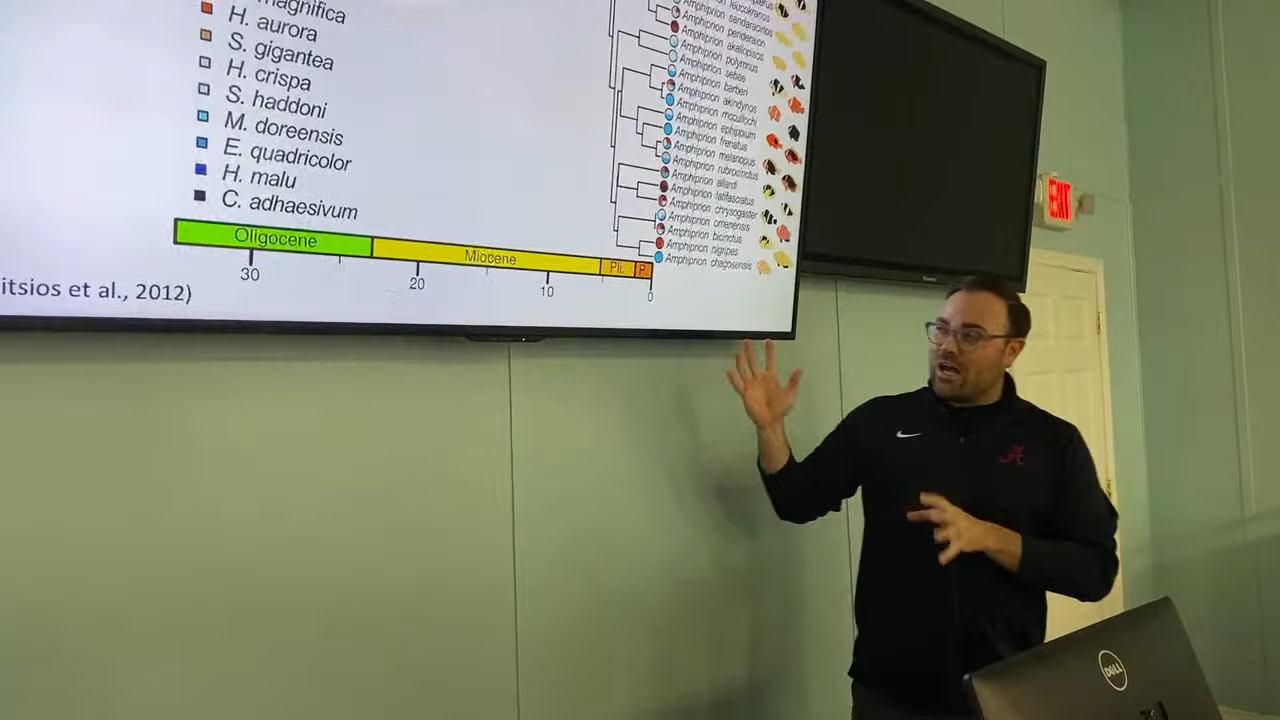 magnifica
H. aurora
S. gigantea
H. crispa
S. haddoni
M. doreensis
E. quadricolor
H. malu
C. adhaesivum
Oligocene
Miocene
Pli.
P.
30
20
10
0
itsios et al., 2012)
leucokranos
Amphiprion sandaracinos
Amphiprion perideraion
Amphiprion akallopisos
Amphiprion polymnus
Amphiprion sebae
Amphiprion barberi
Amphiprion akindynos
Amphiprion mccullochi
Amphiprion ephippium
Amphiprion frenatus
Amphiprion melanopus
Amphiprion rubrocinctus
Amphiprion allardi
Amphiprion latifasciatus
Amphiprion chrysogaster
Amphiprion omanensis
Amphiprion bicinctus
Amphiprion nigripes
Amphiprion chagosensis
EXIT
A
DELL